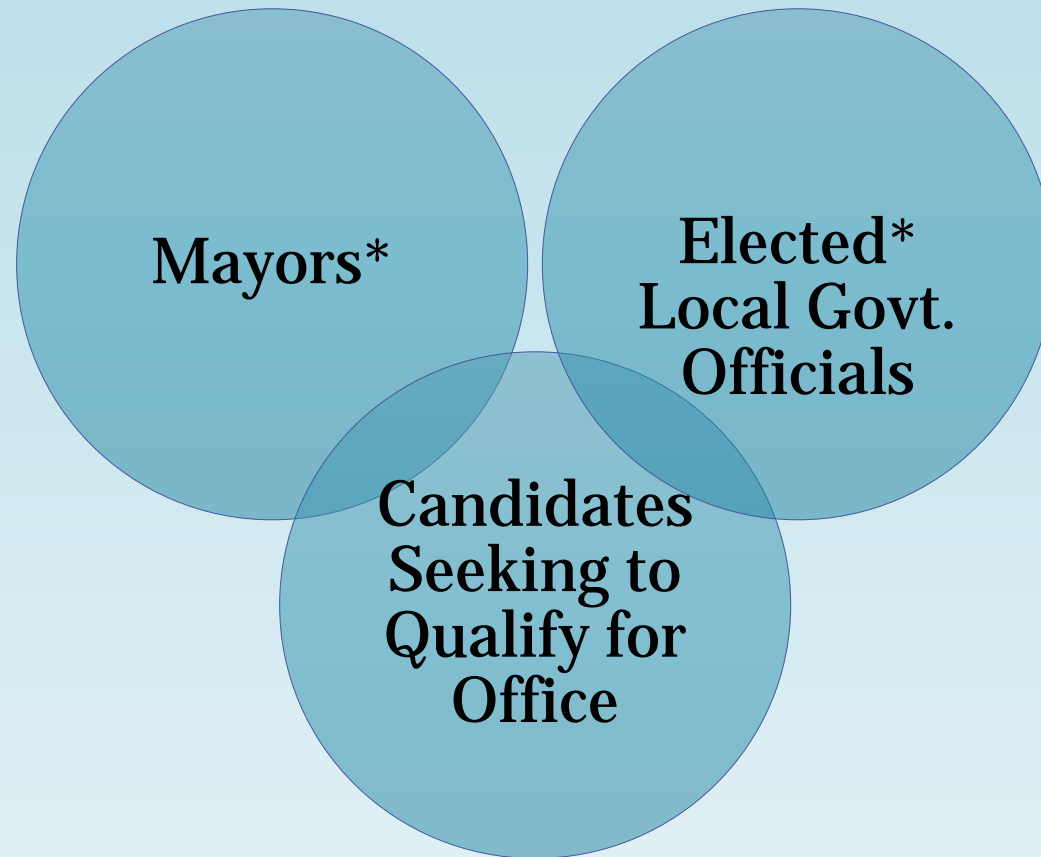 Mayors*
Elected*
Local Govt.
Officials
Candidates
Seeking to
Qualify for
Office